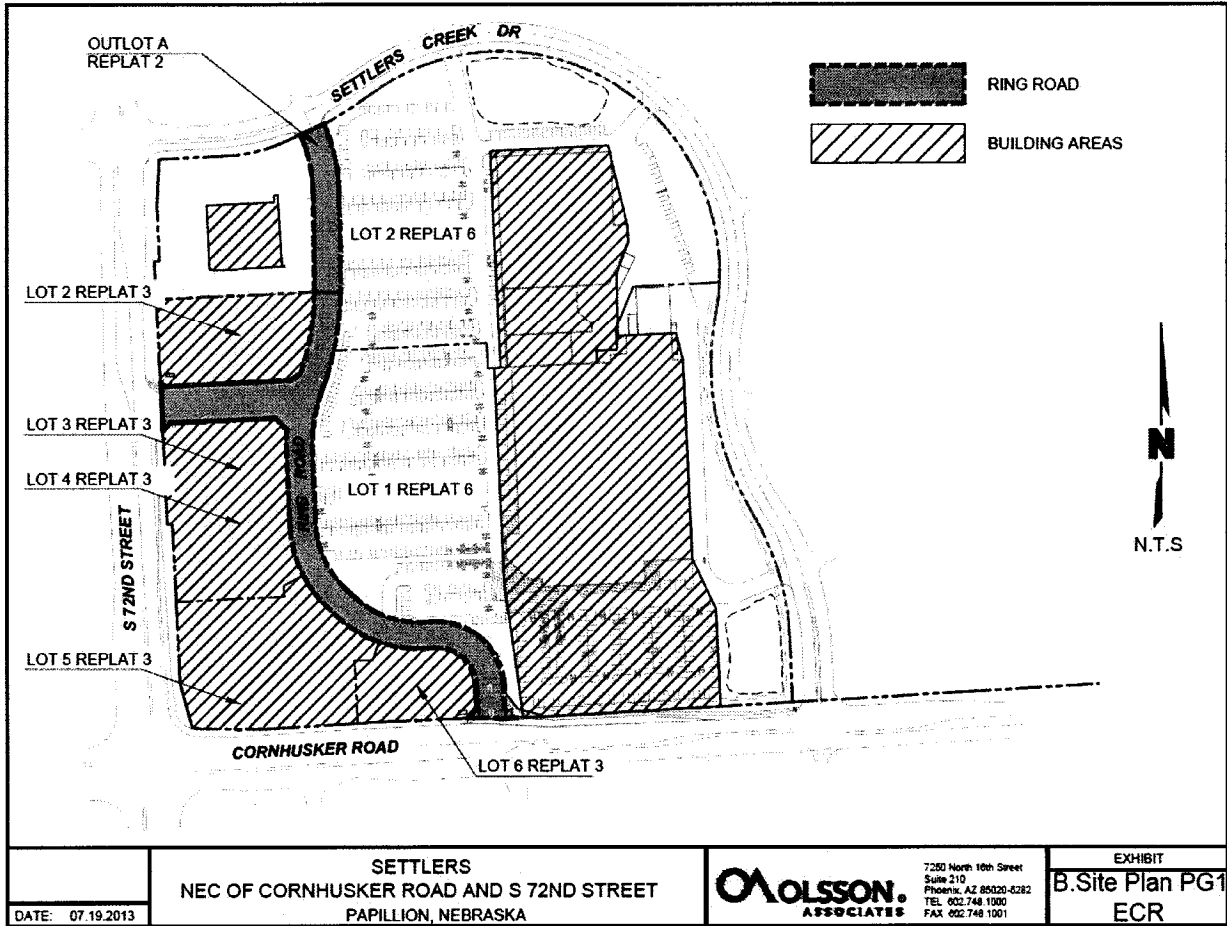 OUTLOT A
REPLAT 2
SETTLERS CREEK DR
RING ROAD
BUILDING AREAS
LOT 2 REPLAT 6
LOT 2 REPLAT 3
LOT 3 REPLAT 3
RING ROAD
LOT 4 REPLAT 3
LOT 1 REPLAT 6
N
N.T.S
S 72ND STREET
LOT 5 REPLAT 3
CORNHUSKER ROAD
LOT 6 REPLAT 3
DATE: 07.19.2013
SETTLERS
NEC OF CORNHUSKER ROAD AND S 72ND STREET
PAPILLION, NEBRASKA
OLSSON
ASSOCIATES
7250 North 16th Street
Suite 210
Phoenix, AZ 85020-5282
TEL 602.748.1000
FAX 602.748.1001
EXHIBIT
B.Site Plan PG1
ECR